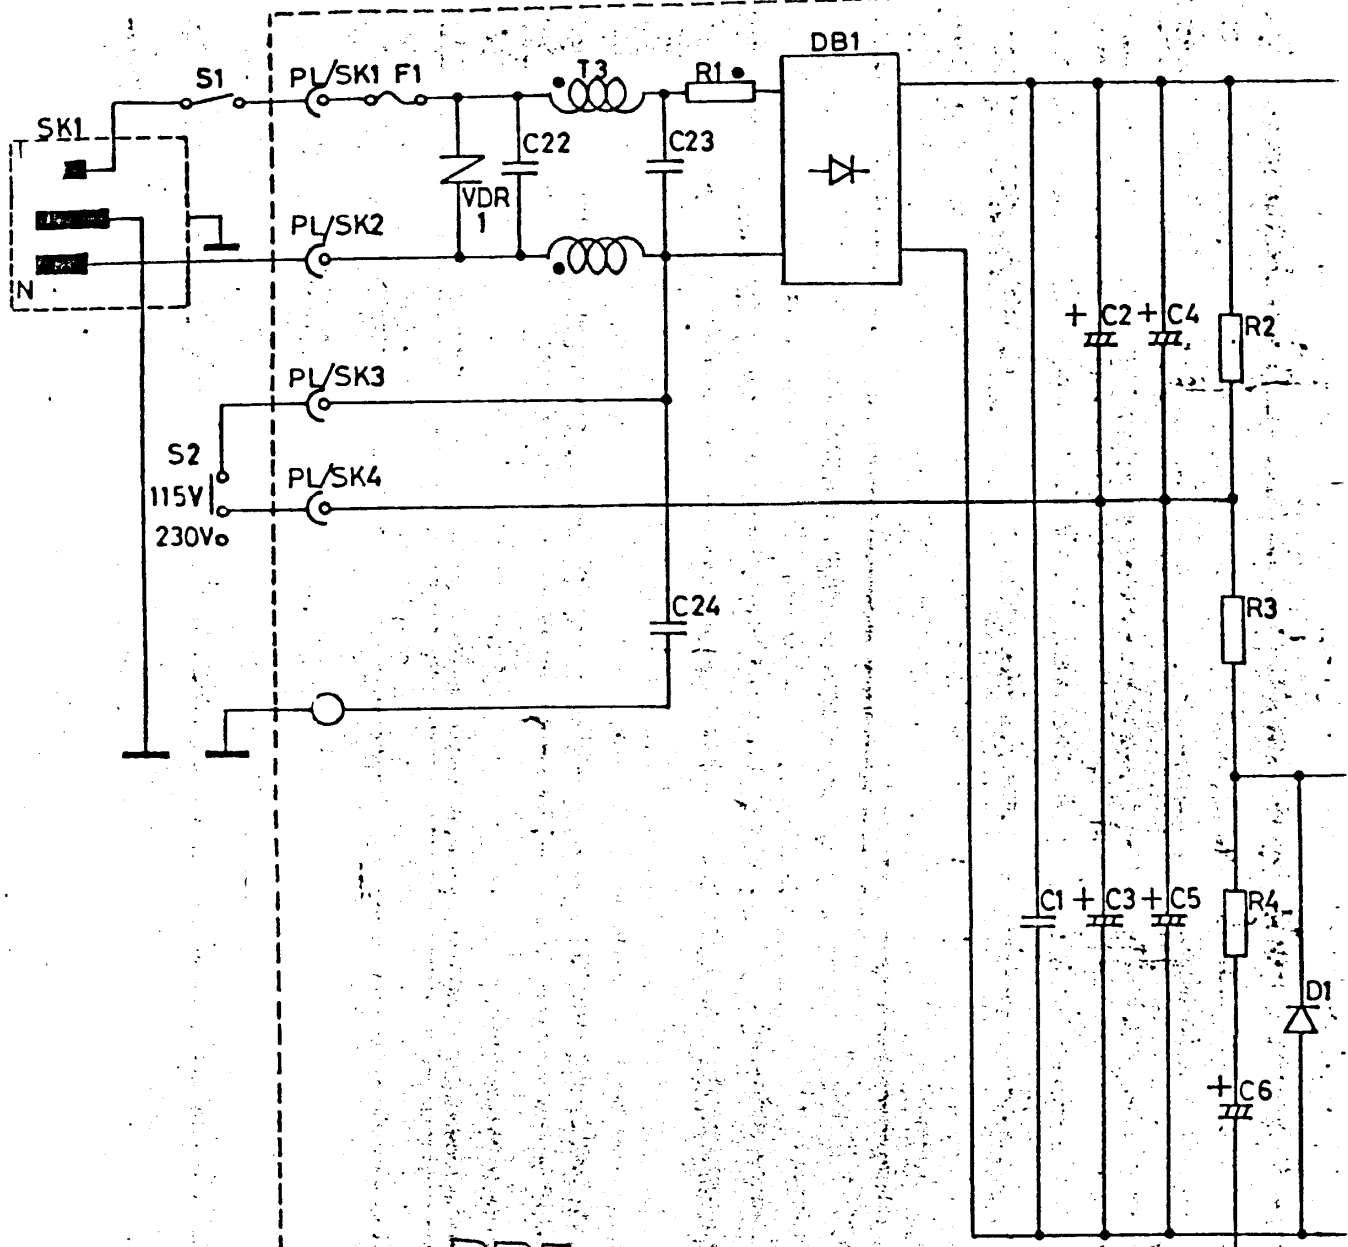 DB1
S1
PL/SK1 F1
T3
R1
SK1
T
C22
C23
VDR
1
PL/SK2
N
+ C2 + C4
R2
PL/SK3
S2
PL/SK4
115V
230V
C24
R3
C1 + C3 + C5
R4
D1
+ C6